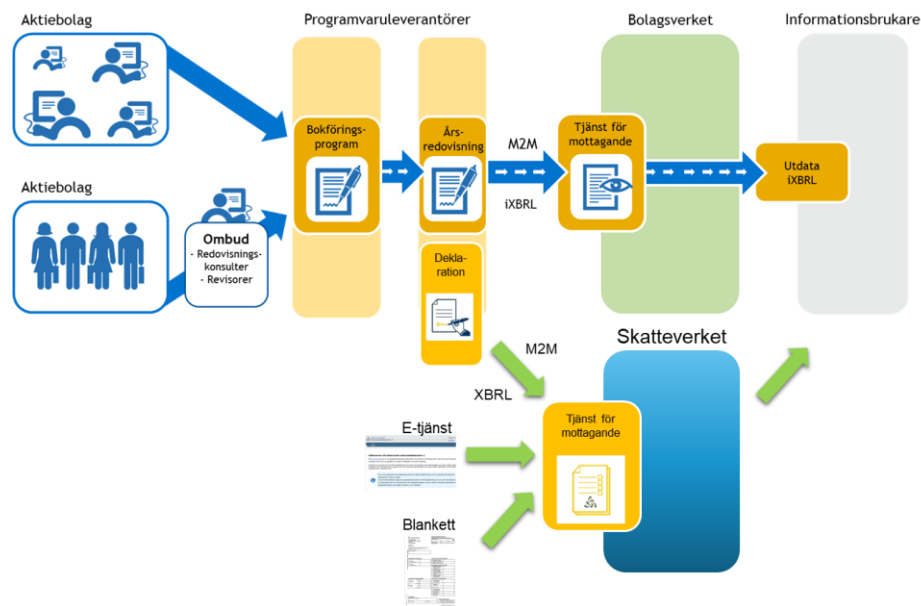 Aktiebolag
Programvaruleverantörer
Bolagsverket
Informationsbrukare
Bokförings-
program
Års-
redovisning
M2M
iXBRL
Tjänst för
mottagande
Utdata
iXBRL
Aktiebolag
Ombud
- Redovisnings-
konsulter
- Revisorer
Dekla-
ration
M2M
XBRL
Skatteverket
Tjänst för
mottagande
E-tjänst
Blankett